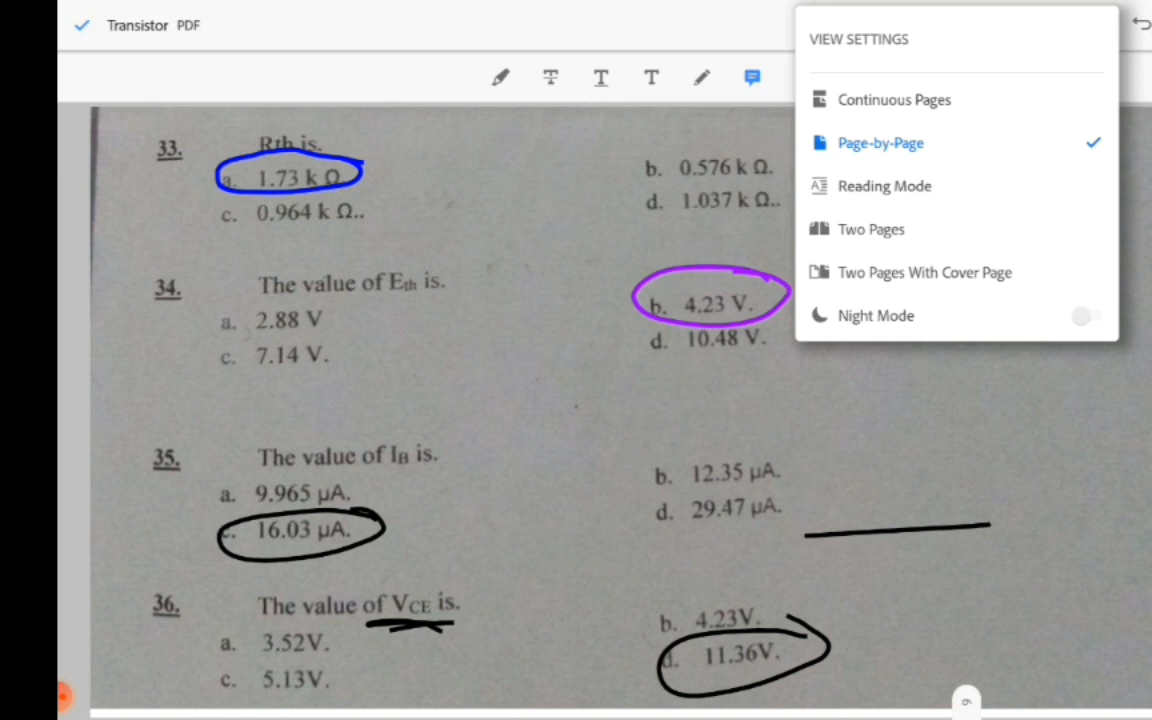 Transistor PDF
VIEW SETTINGS
Continuous Pages
Page-by-Page
Reading Mode
Two Pages
Two Pages With Cover Page
Night Mode
33. Rth is.
a. 1.73 k Ω
b. 0.576 k Ω.
c. 0.964 k Ω..
d. 1.037 k Ω..
34. The value of Eth is.
a. 2.88 V
b. 4.23 V.
c. 7.14 V.
d. 10.48 V.
35. The value of IB is.
a. 9.965 µA.
b. 12.35 µA.
c. 16.03 µA.
d. 29.47 µA.
36. The value of VCE is.
a. 3.52V.
b. 4.23V.
c. 5.13V.
d. 11.36V.